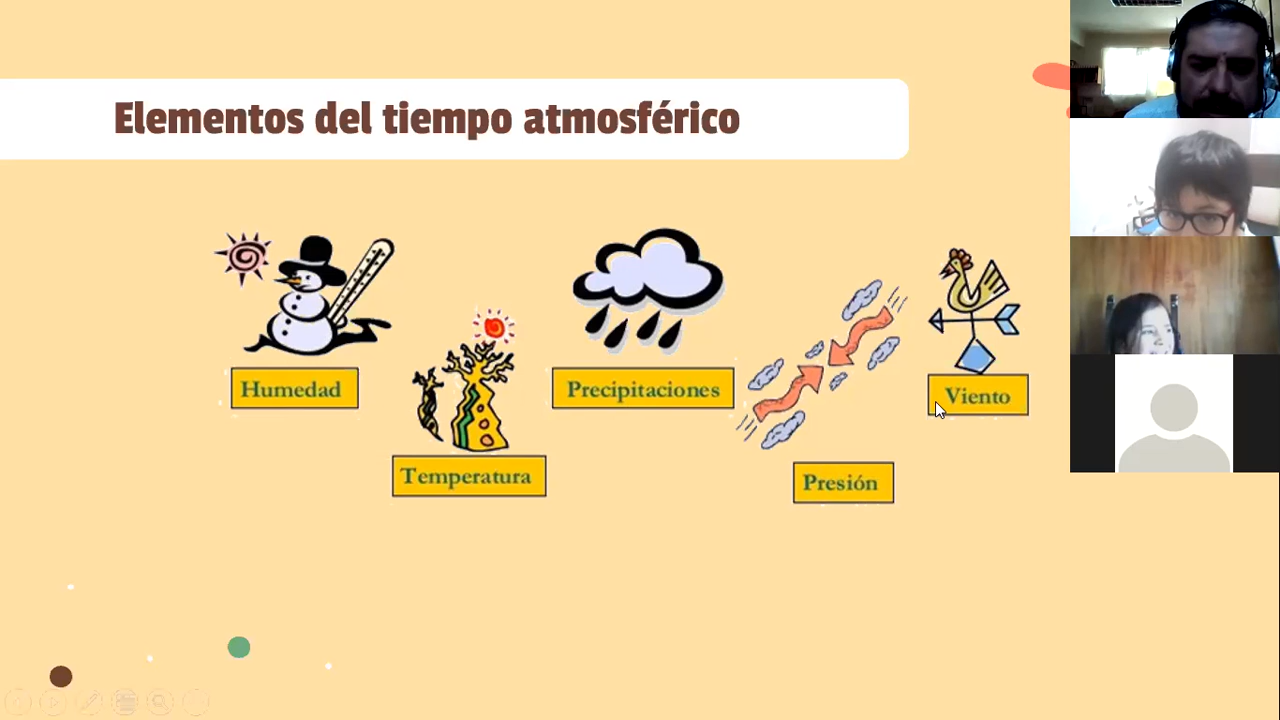 Elementos del tiempo atmosférico
Humedad
Precipitaciones
Viento
Temperatura
Presión